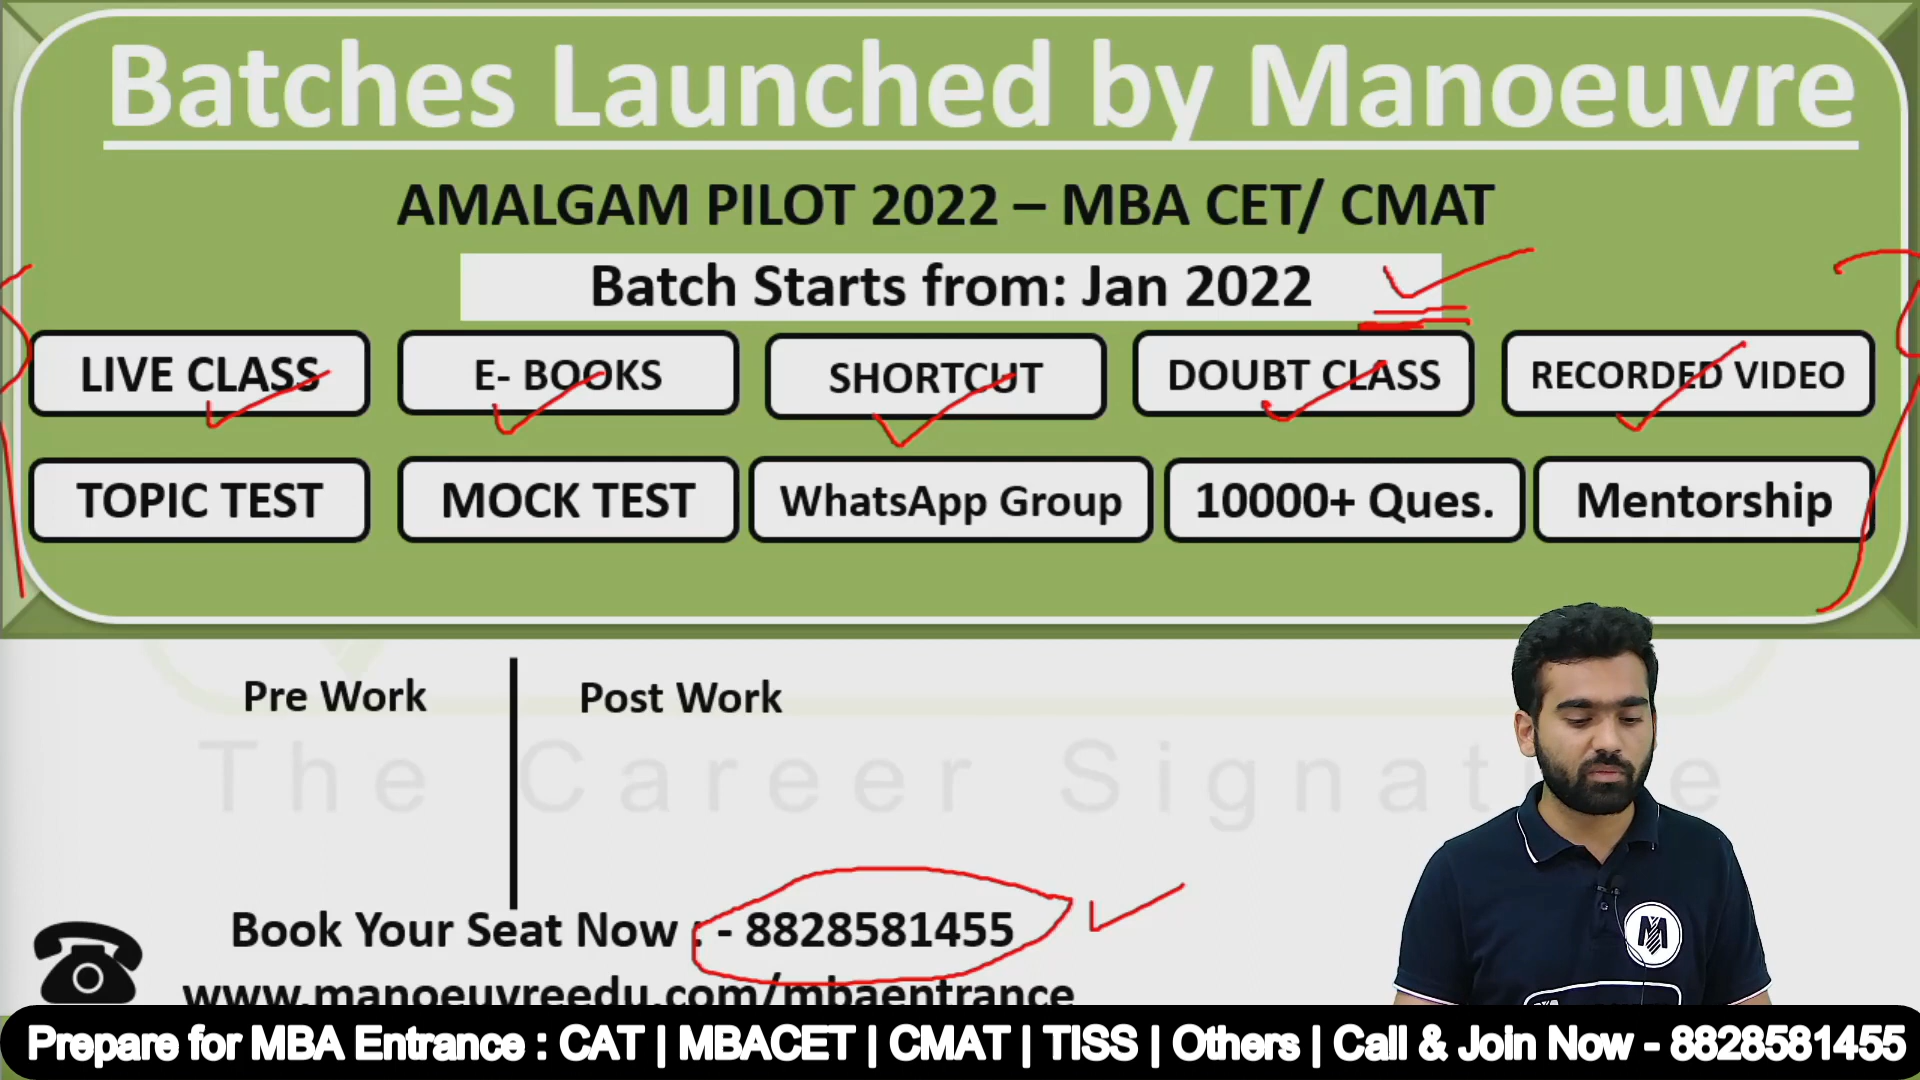 Batches Launched by Manoeuvre
AMALGAM PILOT 2022 – MBA CET/ CMAT
Batch Starts from: Jan 2022
LIVE CLASS
E- BOOKS
SHORTCUT
DOUBT CLASS
RECORDED VIDEO
TOPIC TEST
MOCK TEST
WhatsApp Group
10000+ Ques.
Mentorship
Pre Work
Post Work
The Career Signat e
Book Your Seat Now : - 8828581455
www.manoeuvreedu.com/mbaentrance
M
Prepare for MBA Entrance : CAT | MBACET | CMAT | TISS | Others | Call & Join Now - 8828581455